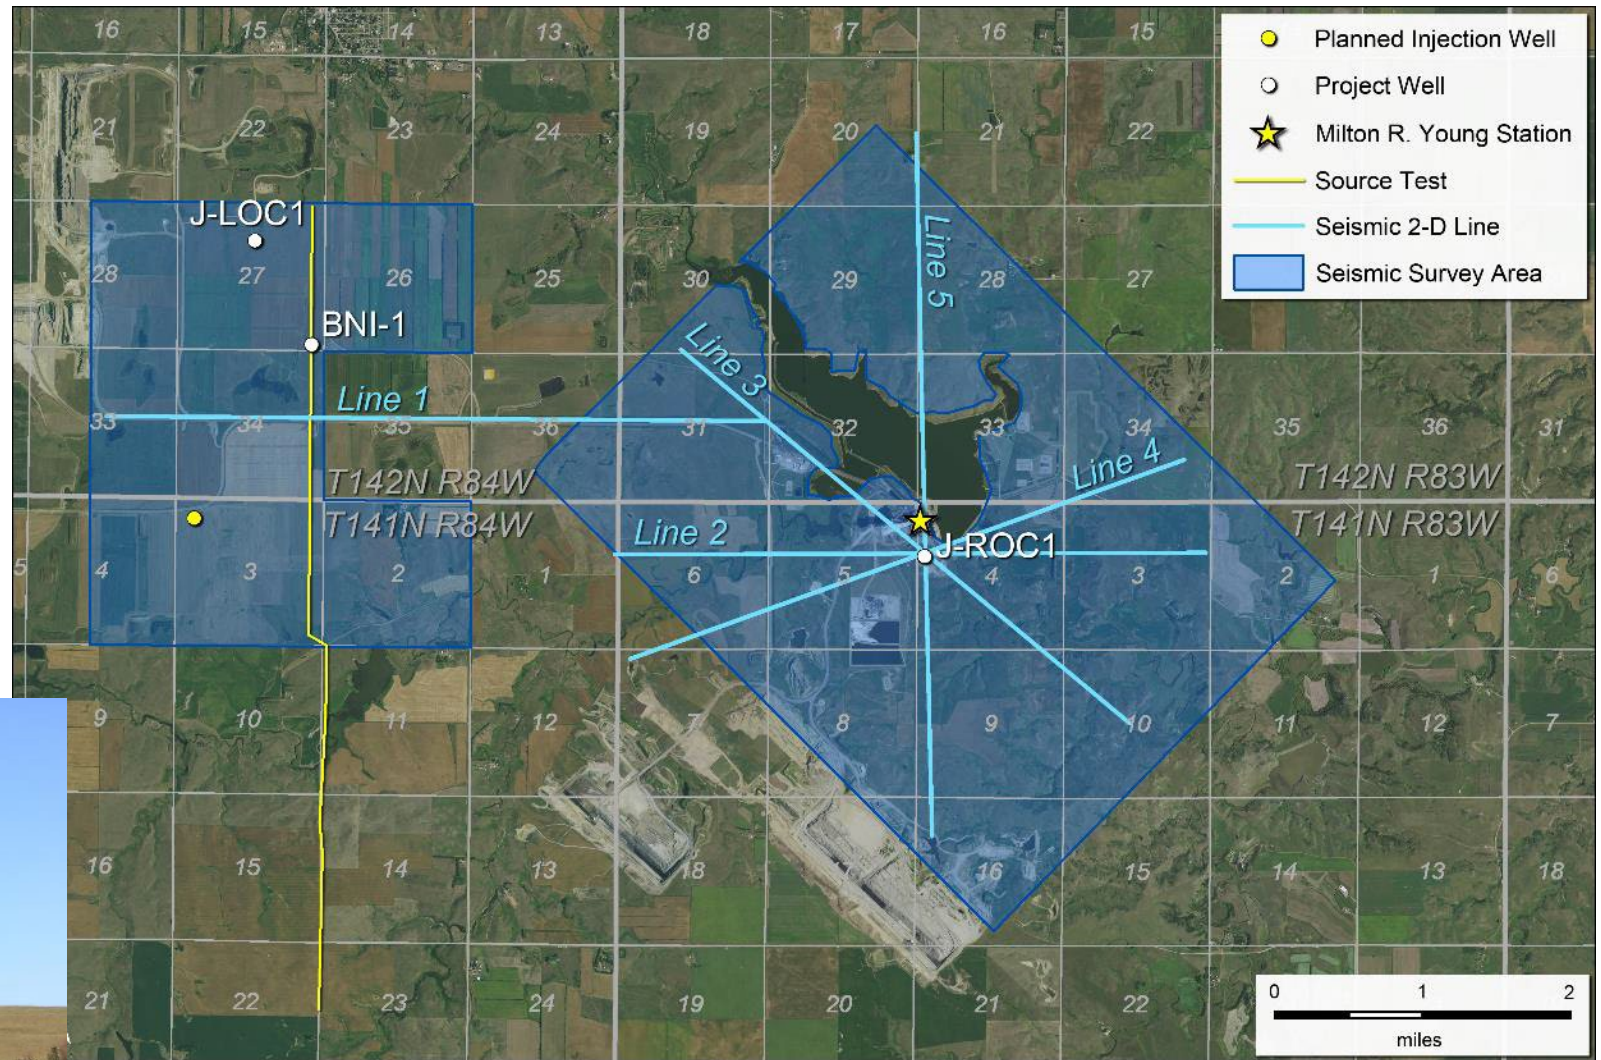 16 15 14 13 18 17 16 15
Planned Injection Well
Project Well
Milton R. Young Station
Source Test
Seismic 2-D Line
Seismic Survey Area
21 22 23 24 19 20 21 22
J-LOC1
Line 5
28 27 26 25 30 29 28 27
BNI-1
Line 3
Line 1
33 34 35 36 31 32 33 34 35 36 31
Line 4
T142N R84W T142N R83W
T141N R84W T141N R83W
Line 2
J-ROC1
5 4 3 2 1 6 5 4 3 2 1 6
9 10 11 12 7 8 9 10 11 12 7
16 15 14 13 18 16 15 14 13 18
21 22 23 24 19 20 21 22
0 1 2
miles